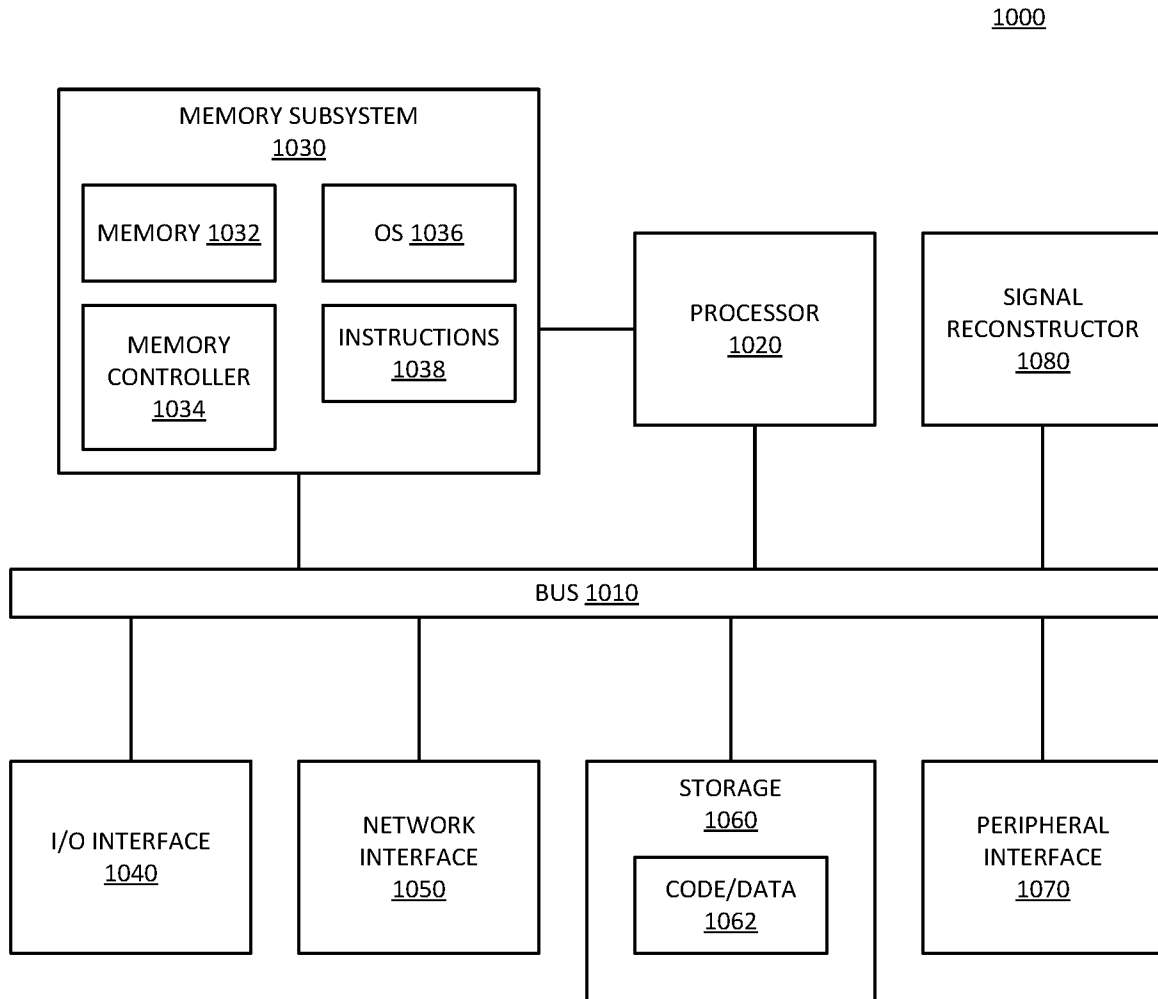 1000
MEMORY SUBSYSTEM
1030
MEMORY 1032
OS 1036
MEMORY
CONTROLLER
1034
INSTRUCTIONS
1038
PROCESSOR
1020
SIGNAL
RECONSTRUCTOR
1080
BUS 1010
I/O INTERFACE
1040
NETWORK
INTERFACE
1050
STORAGE
1060
CODE/DATA
1062
PERIPHERAL
INTERFACE
1070